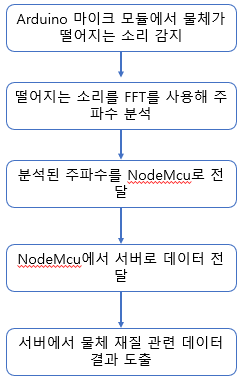 Arduino 마이크 모듈에서 물체가
떨어지는 소리 감지
떨어지는 소리를 FFT를 사용해 주
파수 분석
분석된 주파수를 NodeMcu로 전
달
NodeMcu에서 서버로 데이터 전
달
서버에서 물체 재질 관련 데이터
결과 도출